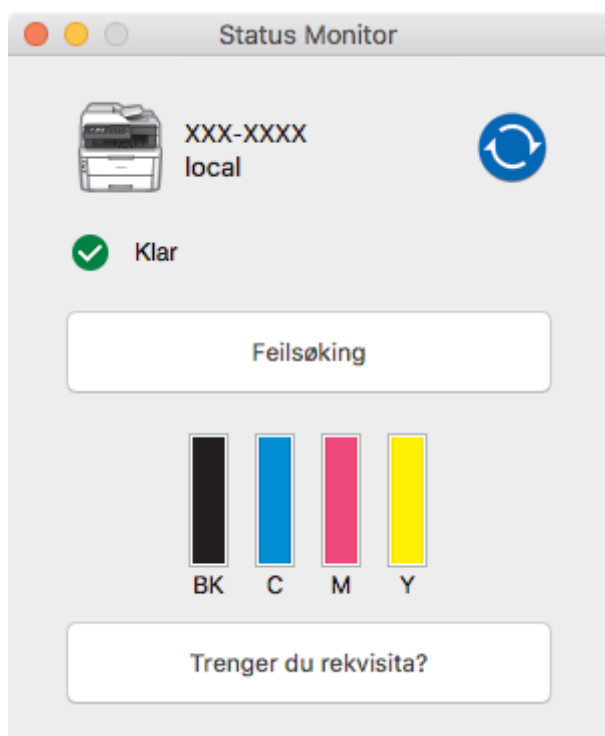 Status Monitor
XXX-XXXX
local
Klar
Feilsøking
BK C M Y
Trenger du rekvisita?